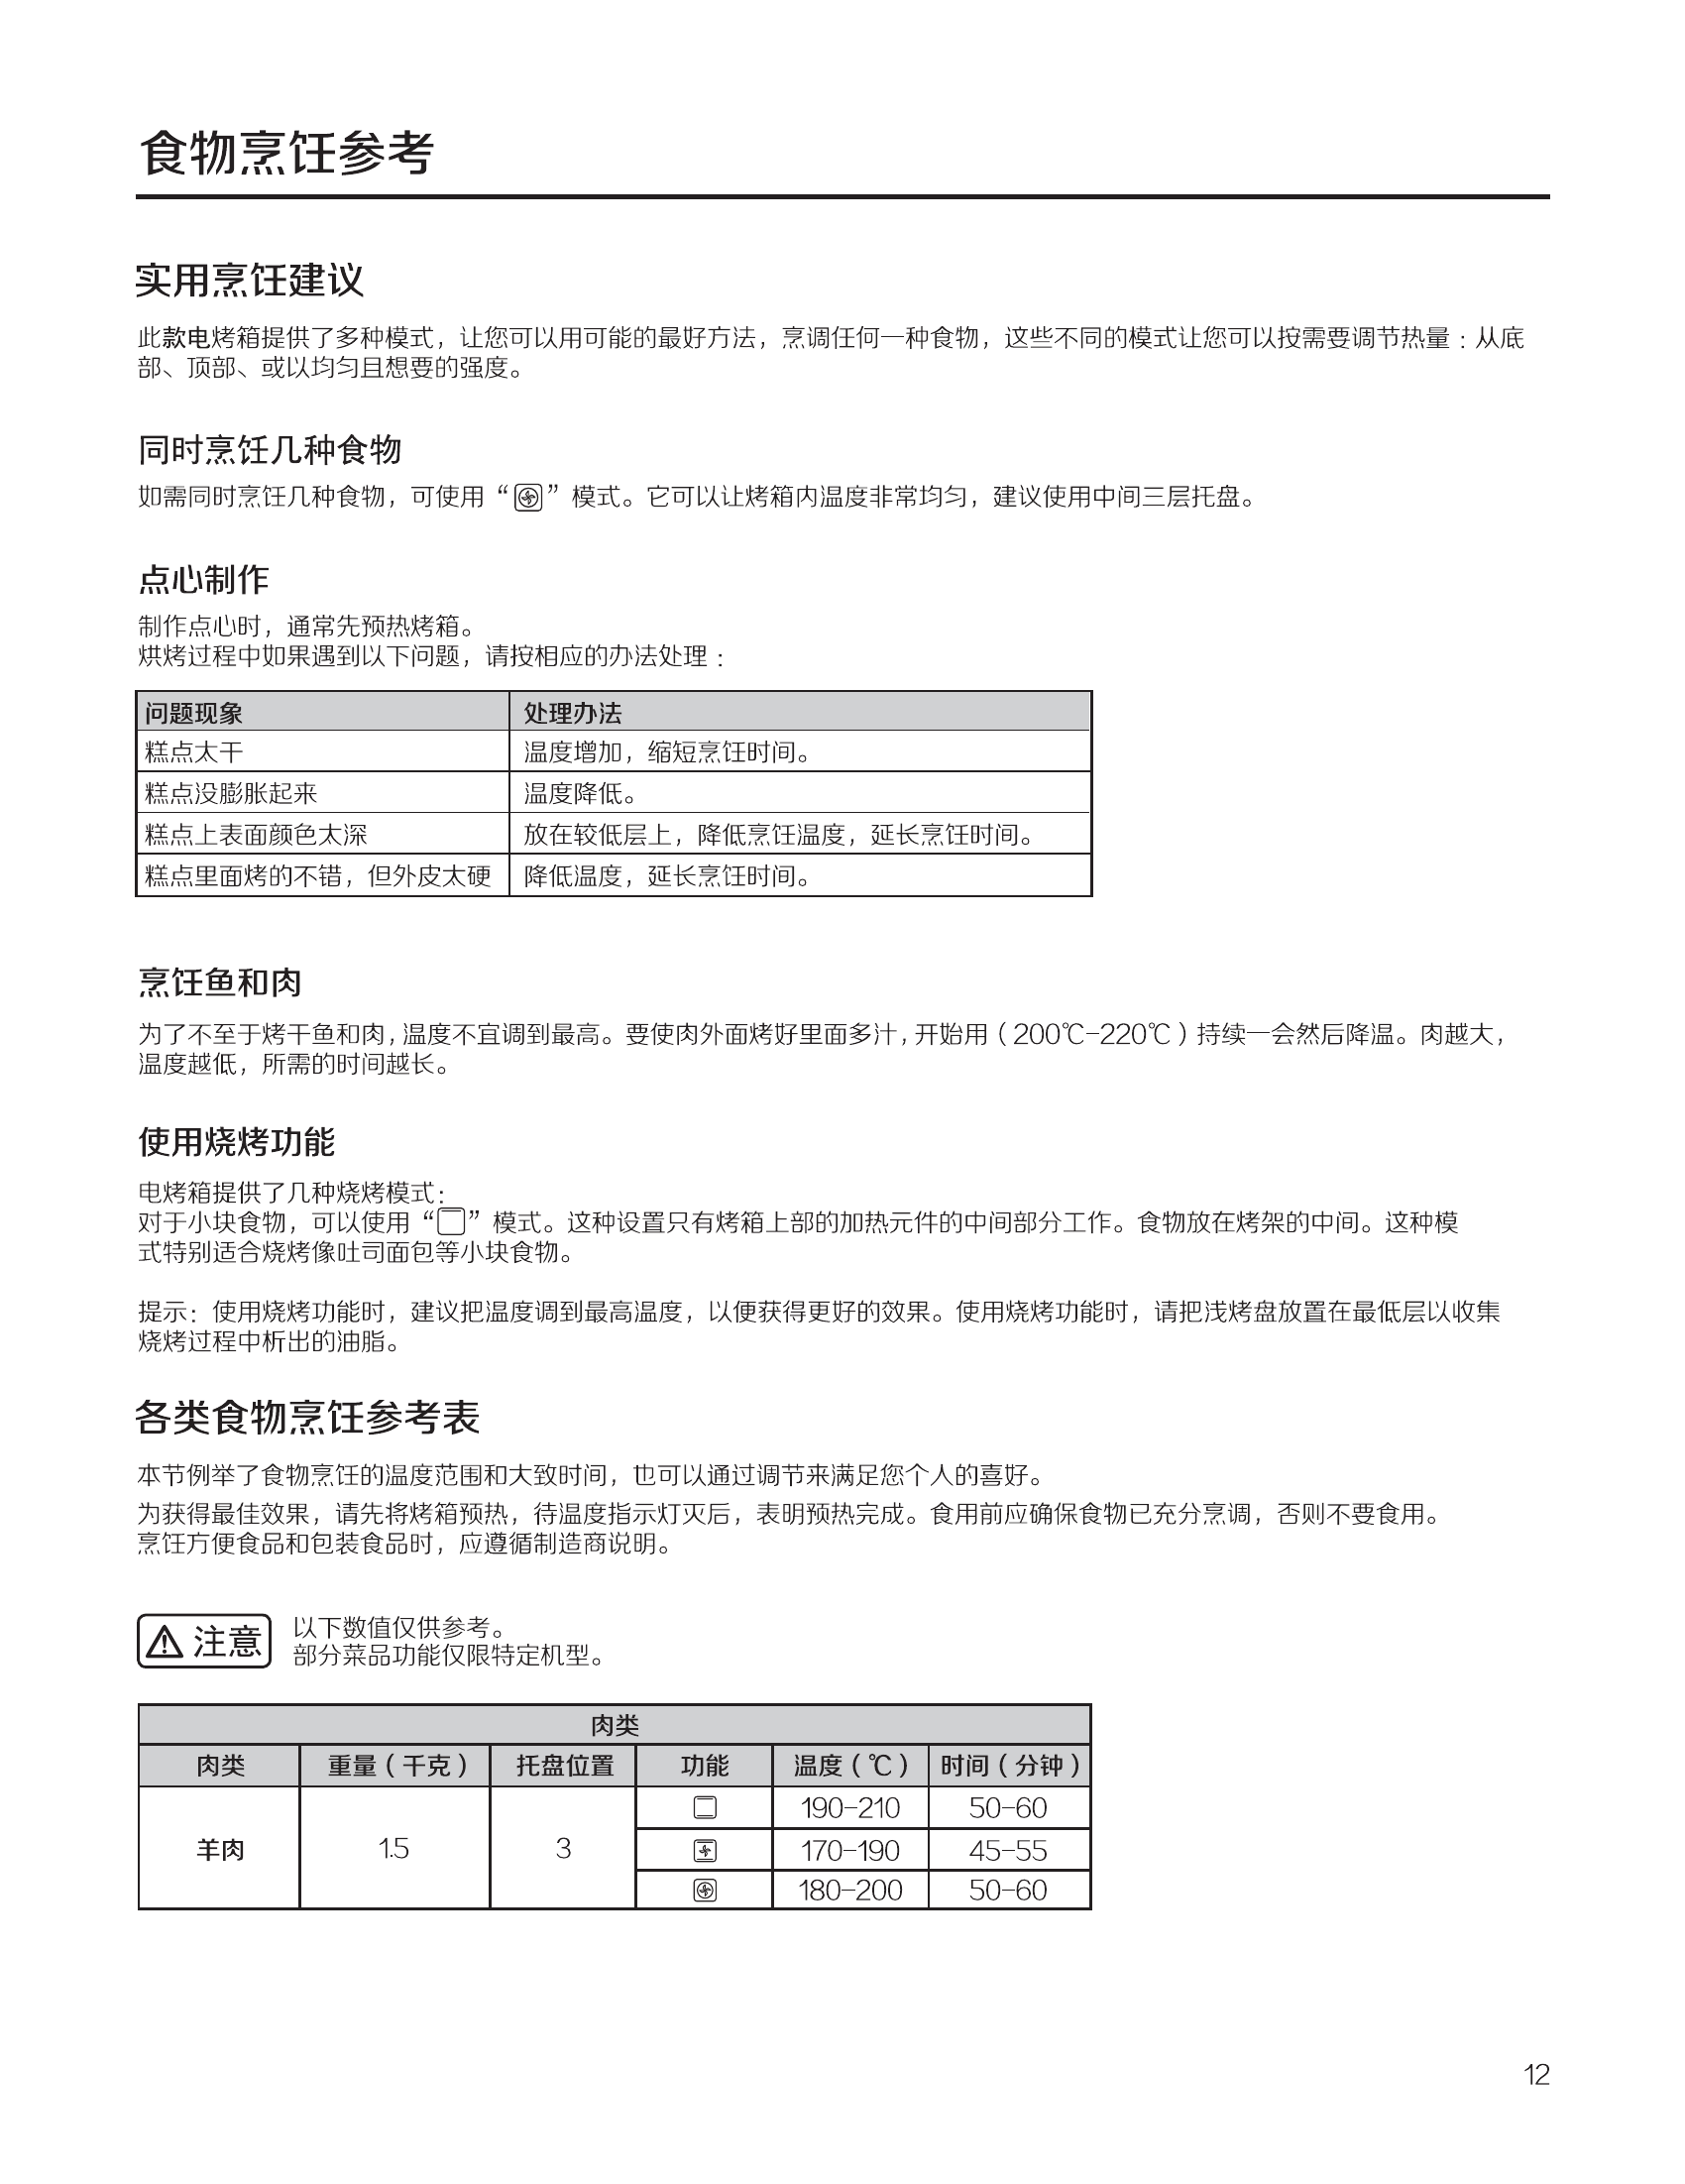 食物烹饪参考
实用烹饪建议
此款电烤箱提供了多种模式，让您可以用可能的最好方法，烹调任何一种食物，这些不同的模式让您可以按需要调节热量：从底
部、顶部、或以均匀且想要的强度。
同时烹饪几种食物
如需同时烹饪几种食物，可使用“ ”模式。它可以让烤箱内温度非常均匀，建议使用中间三层托盘。
点心制作
制作点心时，通常先预热烤箱。
烘烤过程中如果遇到以下问题，请按相应的办法处理：
问题现象 处理办法
糕点太干 温度增加，缩短烹饪时间。
糕点没膨胀起来 温度降低。
糕点上表面颜色太深 放在较低层上，降低烹饪温度，延长烹饪时间。
糕点里面烤的不错，但外皮太硬 降低温度，延长烹饪时间。
烹饪鱼和肉
为了不至于烤干鱼和肉，温度不宜调到最高。要使肉外面烤好里面多汁，开始用（200℃-220℃）持续一会然后降温。肉越大，
温度越低，所需的时间越长。
使用烧烤功能
电烤箱提供了几种烧烤模式：
对于小块食物，可以使用“ ”模式。这种设置只有烤箱上部的加热元件的中间部分工作。食物放在烤架的中间。这种模
式特别适合烧烤像吐司面包等小块食物。
提示：使用烧烤功能时，建议把温度调到最高温度，以便获得更好的效果。使用烧烤功能时，请把浅烤盘放置在最低层以收集
烧烤过程中析出的油脂。
各类食物烹饪参考表
本节例举了食物烹饪的温度范围和大致时间，也可以通过调节来满足您个人的喜好。
为获得最佳效果，请先将烤箱预热，待温度指示灯灭后，表明预热完成。食用前应确保食物已充分烹调，否则不要食用。
烹饪方便食品和包装食品时，应遵循制造商说明。
注意
以下数值仅供参考。
部分菜品功能仅限特定机型。
肉类
肉类 重量（千克） 托盘位置 功能 温度（℃） 时间（分钟）
190-210 50-60
羊肉 1.5 3 170-190 45-55
180-200 50-60
12